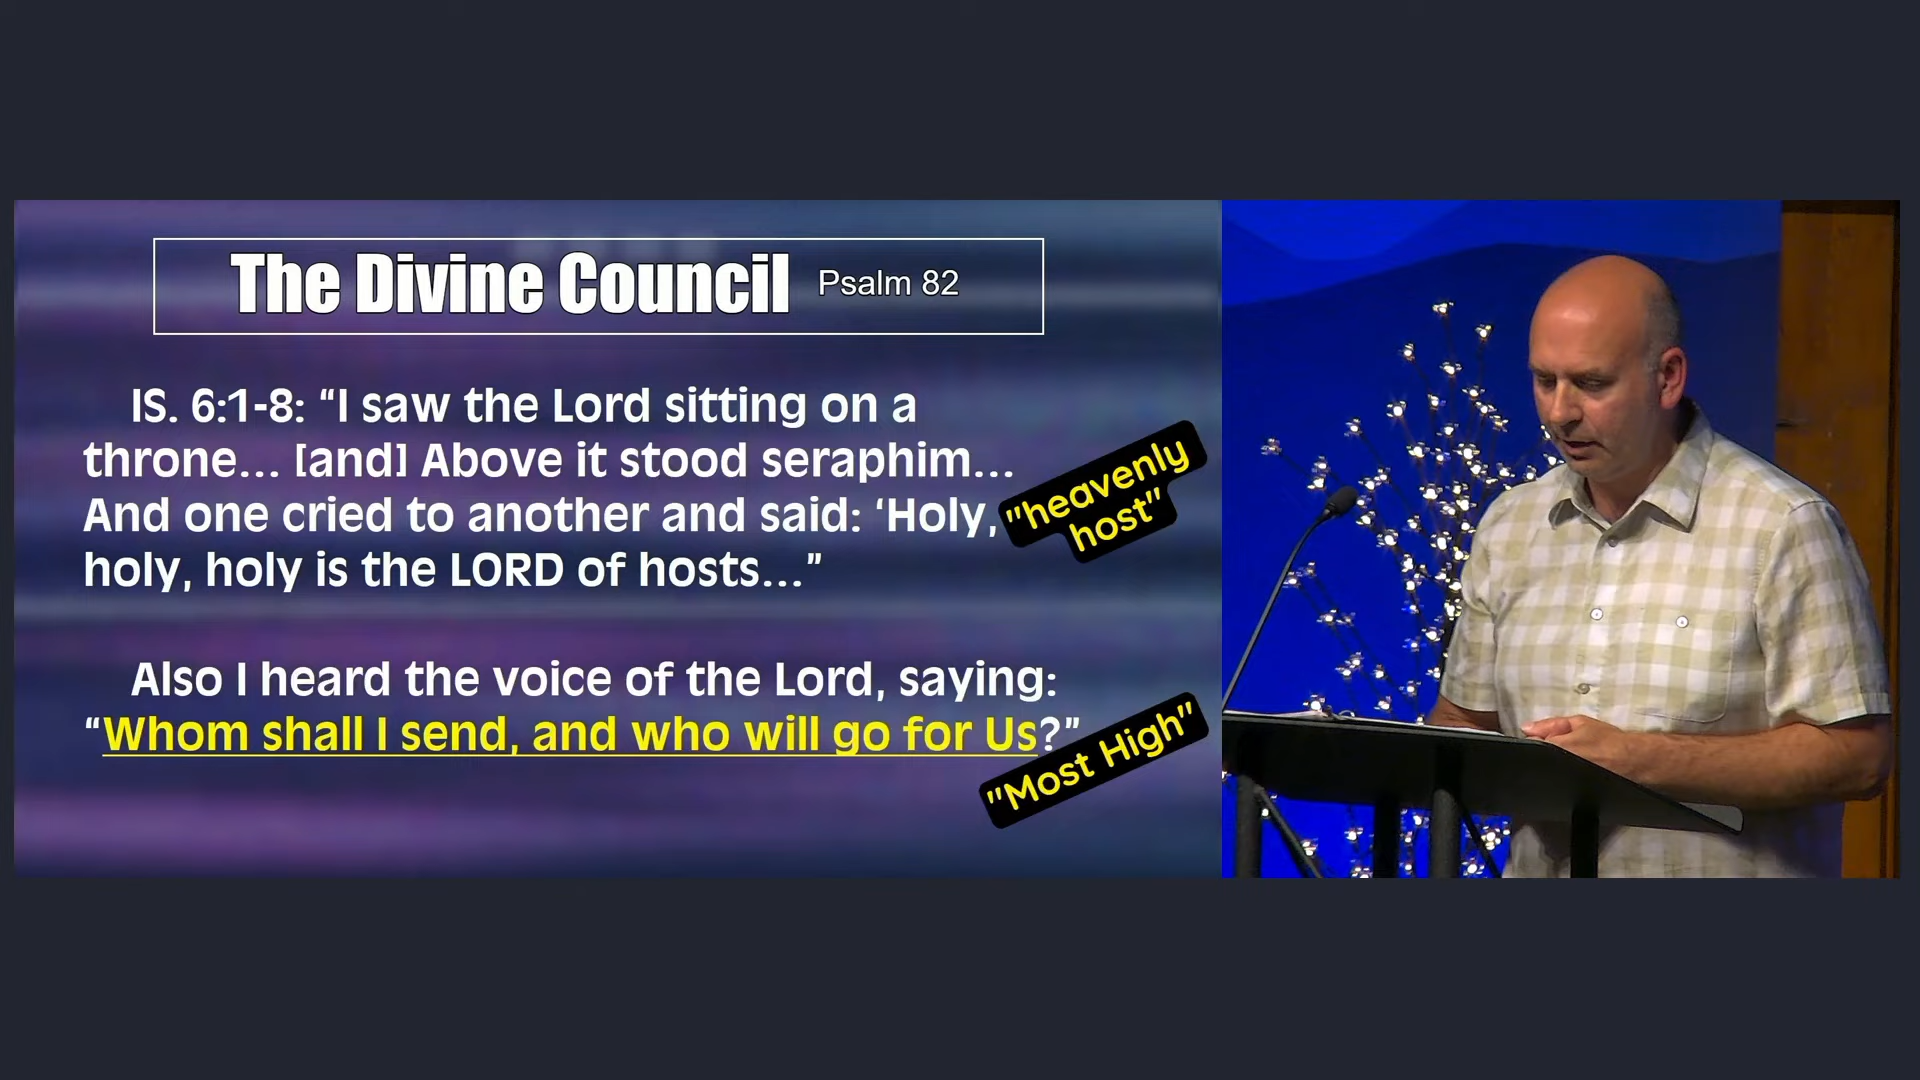 The Divine Council Psalm 82
IS. 6:1-8: “I saw the Lord sitting on a
throne... [and] Above it stood seraphim...
And one cried to another and said: ‘Holy,
holy, holy is the LORD of hosts...”
"heavenly
host"
Also I heard the voice of the Lord, saying:
“Whom shall I send, and who will go for Us?”
"Most High"